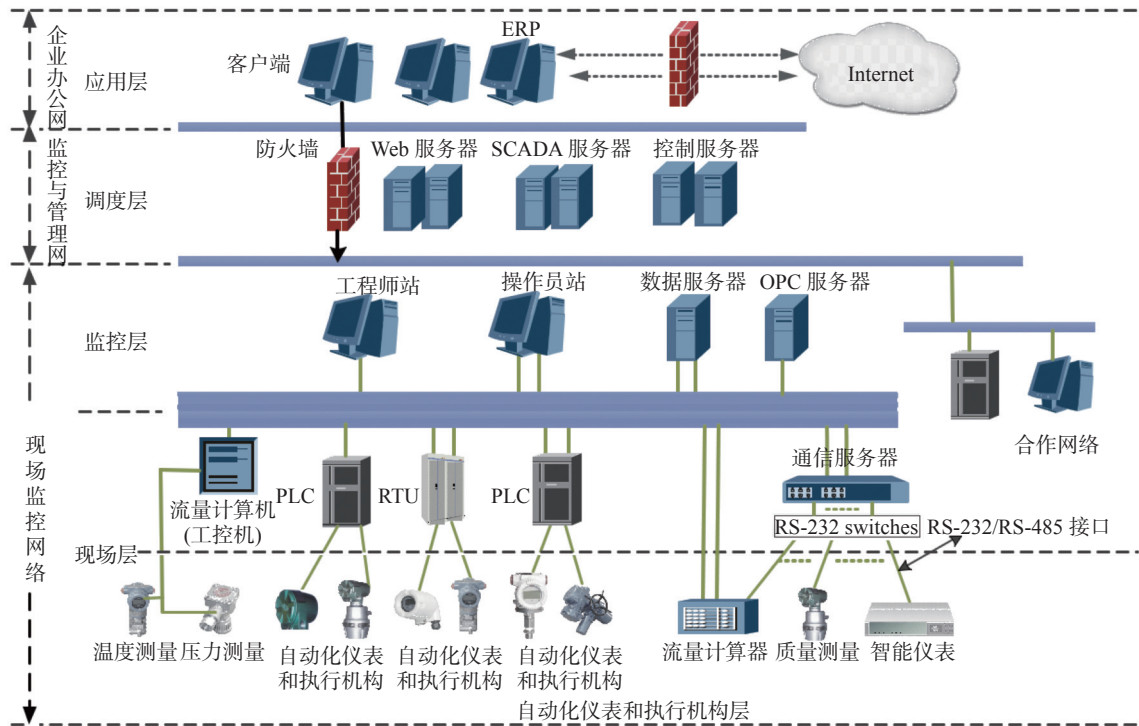 企业办公网
应用层
客户端
ERP
Internet
监控与管理网
调度层
防火墙
Web 服务器
SCADA 服务器
控制服务器
现场监控网络
监控层
工程师站
操作员站
数据服务器
OPC 服务器
合作网络
流量计算机
(工控机)
PLC
RTU
PLC
通信服务器
RS-232 switches
RS-232/RS-485 接口
现场层
温度测量
压力测量
自动化仪表
和执行机构
自动化仪表
和执行机构
自动化仪表
和执行机构
流量计算器
质量测量
智能仪表
自动化仪表和执行机构层